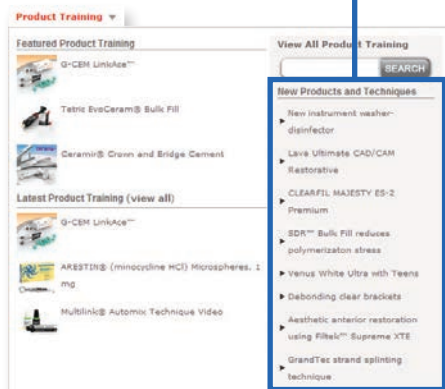 Product Training
Featured Product Training
G-CEM LinkAce™
Tetric EvoCeram® Bulk Fill
Ceramir® Crown and Bridge Cement
Latest Product Training (view all)
G-CEM LinkAce™
ARESTIN® (minocycline HCl) Microspheres, 1
mg
Multilink® Automix Technique Video
View All Product Training
SEARCH
New Products and Techniques
New instrument washer-
disinfector
Lava Ultimate CAD/CAM
Restorative
CLEARFIL MAJESTY ES-2
Premium
SDR™ Bulk Fill reduces
polymerizaton stress
Venus White Ultra with Teens
Debonding clear brackets
Aesthetic anterior restoration
using Filtek™ Supreme XTE
GrandTec strand splinting
technique